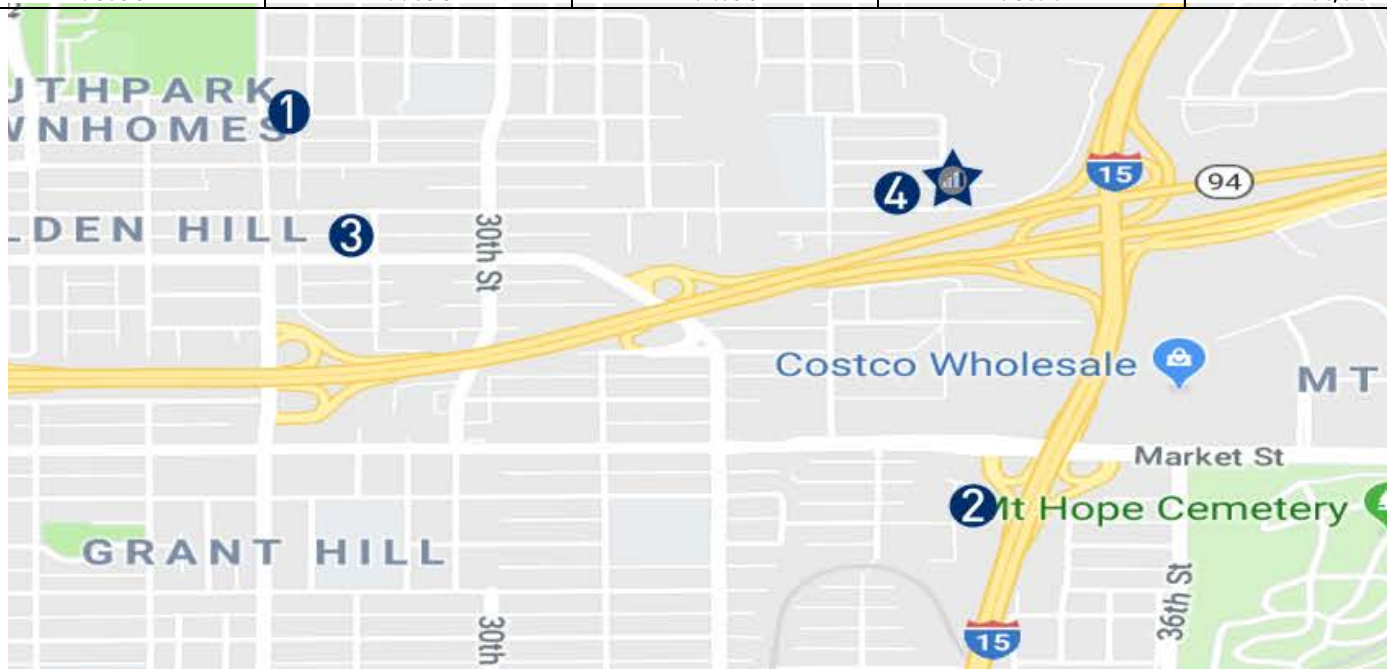 UTHPARK
WNHOMES
1
4
15
94
LDEN HILL
3
30th St
Costco Wholesale
MT
Market St
2
Mt Hope Cemetery
GRANT HILL
36th St
30th
15